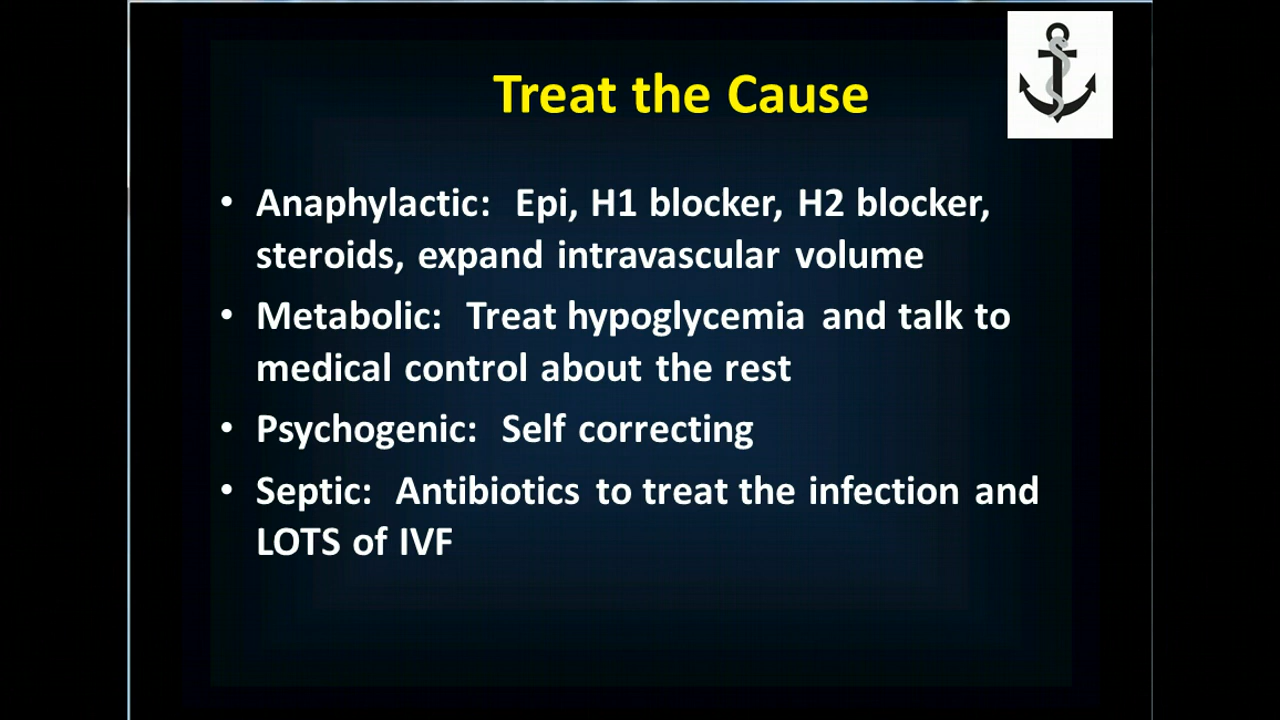 Treat the Cause
• Anaphylactic: Epi, H1 blocker, H2 blocker,
steroids, expand intravascular volume
• Metabolic: Treat hypoglycemia and talk to
medical control about the rest
• Psychogenic: Self correcting
• Septic: Antibiotics to treat the infection and
LOTS of IVF